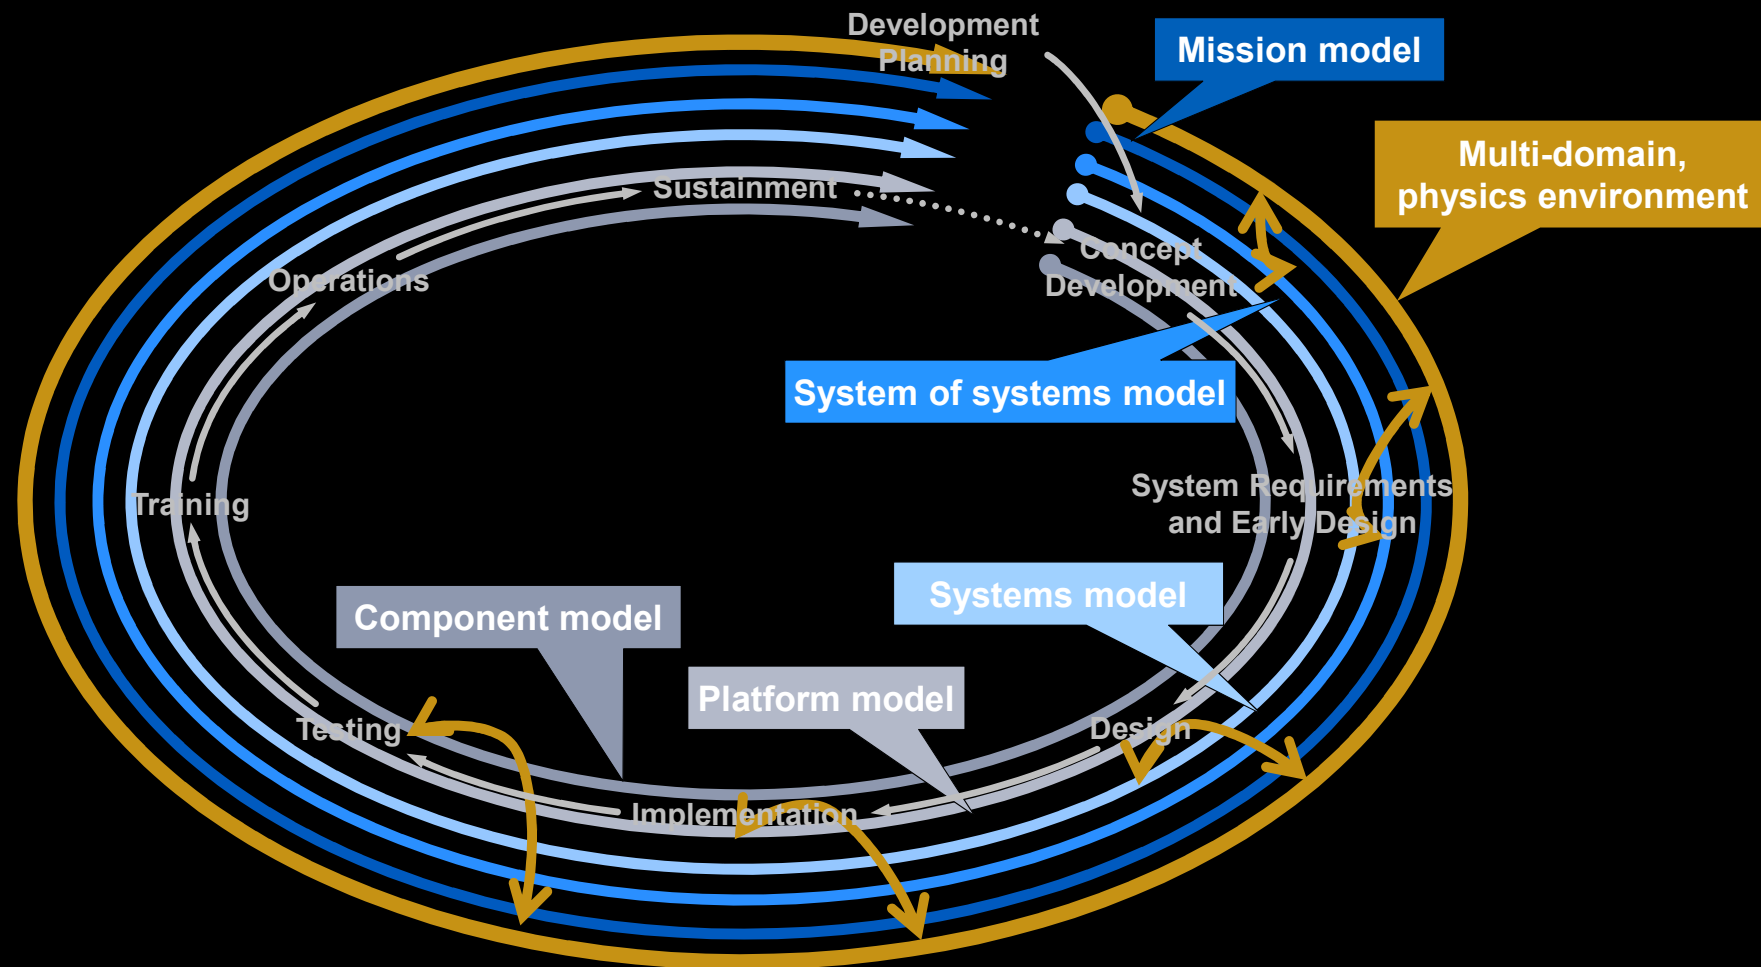 Development
Planning
Mission model
Multi-domain,
physics environment
Sustainment
Concept
Development
Operations
System of systems model
Training
System Requirements
and Early Design
Systems model
Component model
Platform model
Testing
Design
Implementation